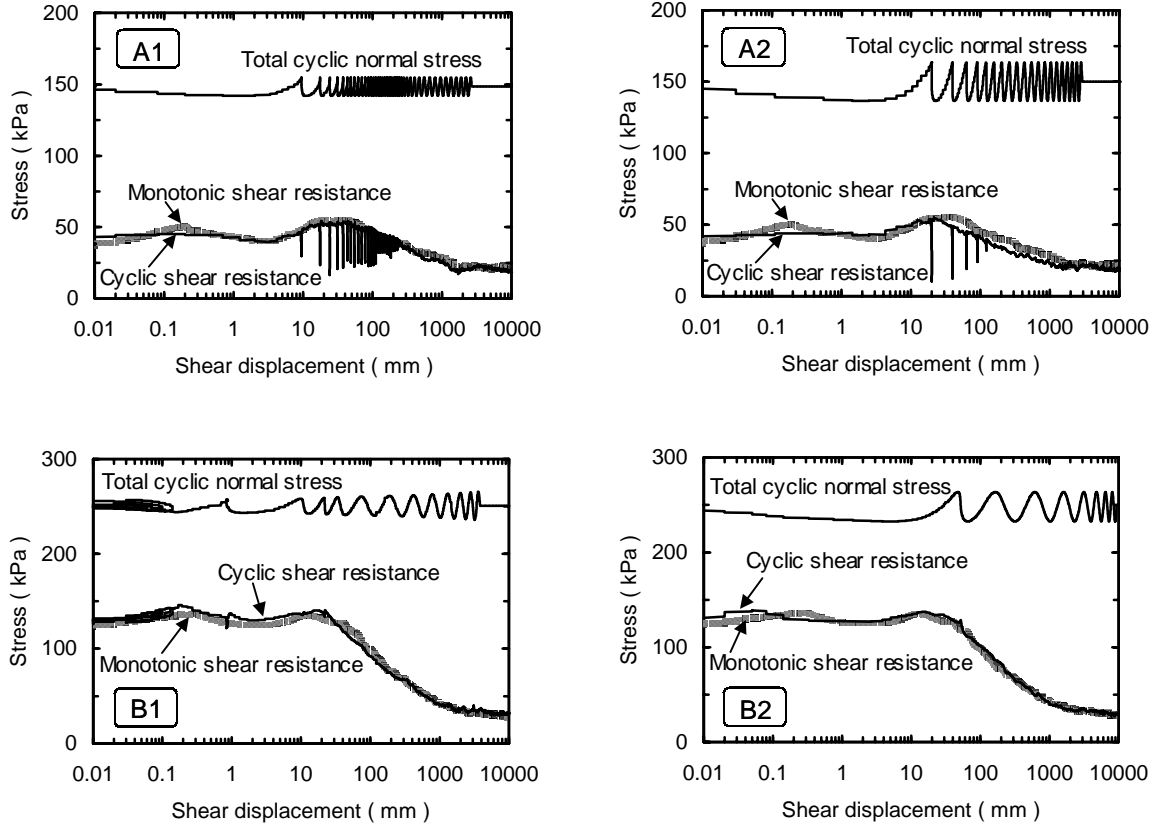 A1
Total cyclic normal stress
Monotonic shear resistance
Cyclic shear resistance
Stress ( kPa )
200
150
100
50
0
0.01 0.1 1 10 100 1000 10000
Shear displacement ( mm )
A2
Total cyclic normal stress
Monotonic shear resistance
Cyclic shear resistance
Stress ( kPa )
200
150
100
50
0
0.01 0.1 1 10 100 1000 10000
Shear displacement ( mm )
Total cyclic normal stress
Cyclic shear resistance
Monotonic shear resistance
B1
Stress ( kPa )
300
200
100
0
0.01 0.1 1 10 100 1000 10000
Shear displacement ( mm )
Total cyclic normal stress
Cyclic shear resistance
Monotonic shear resistance
B2
Stress ( kPa )
300
200
100
0
0.01 0.1 1 10 100 1000 10000
Shear displacement ( mm )